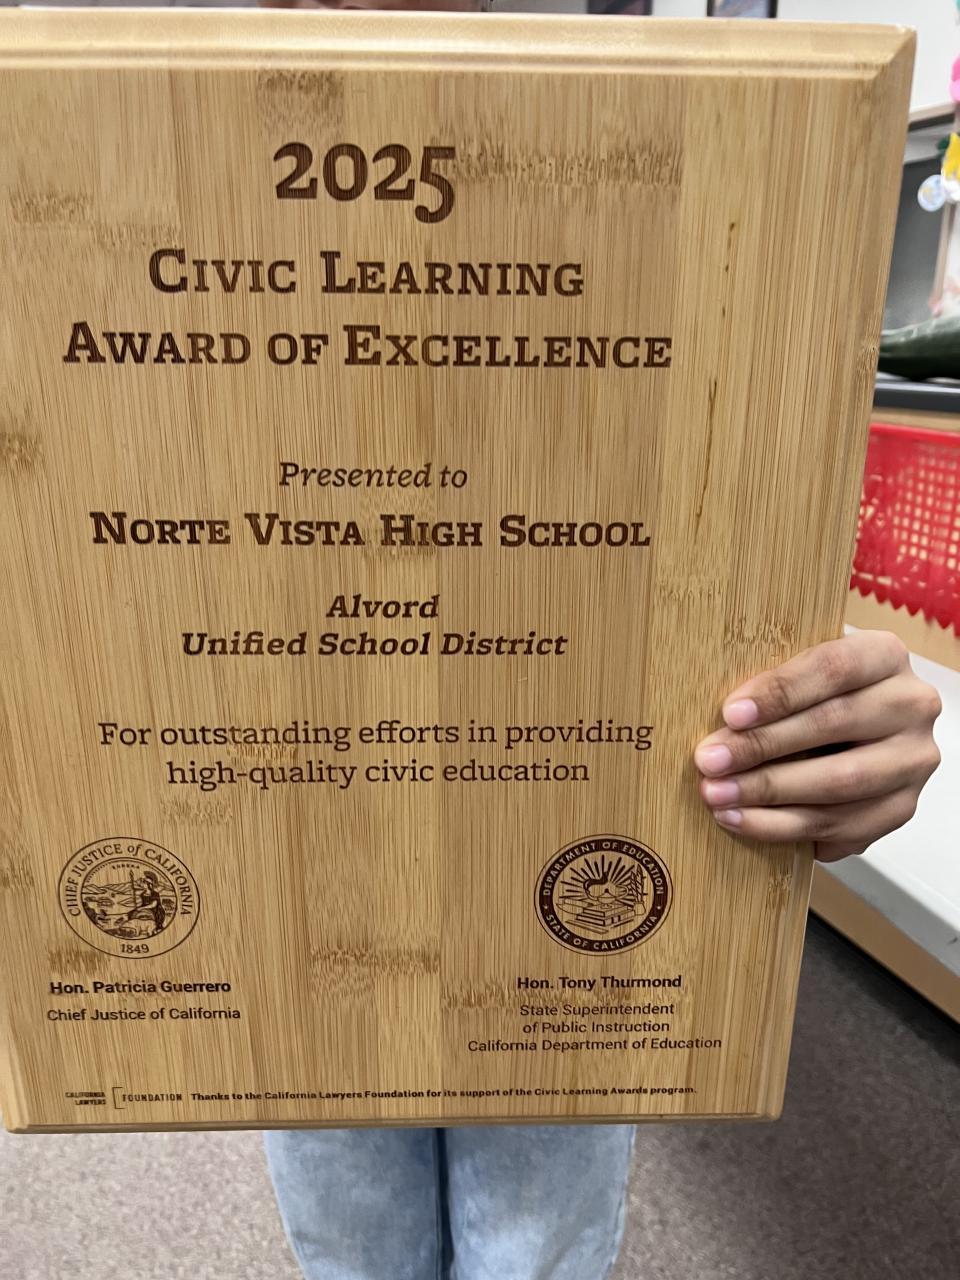 2025
Civic Learning
Award of Excellence
Presented to
Norte Vista High School
Alvord
Unified School District
For outstanding efforts in providing
high-quality civic education
CHIEF JUSTICE of CALIFORNIA
EUREKA
1849
DEPARTMENT OF EDUCATION
STATE OF CALIFORNIA
Hon. Patricia Guerrero
Chief Justice of California
Hon. Tony Thurmond
State Superintendent
of Public Instruction
California Department of Education
CALIFORNIA
LAWYERS
FOUNDATION Thanks to the California Lawyers Foundation for its support of the Civic Learning Awards program.